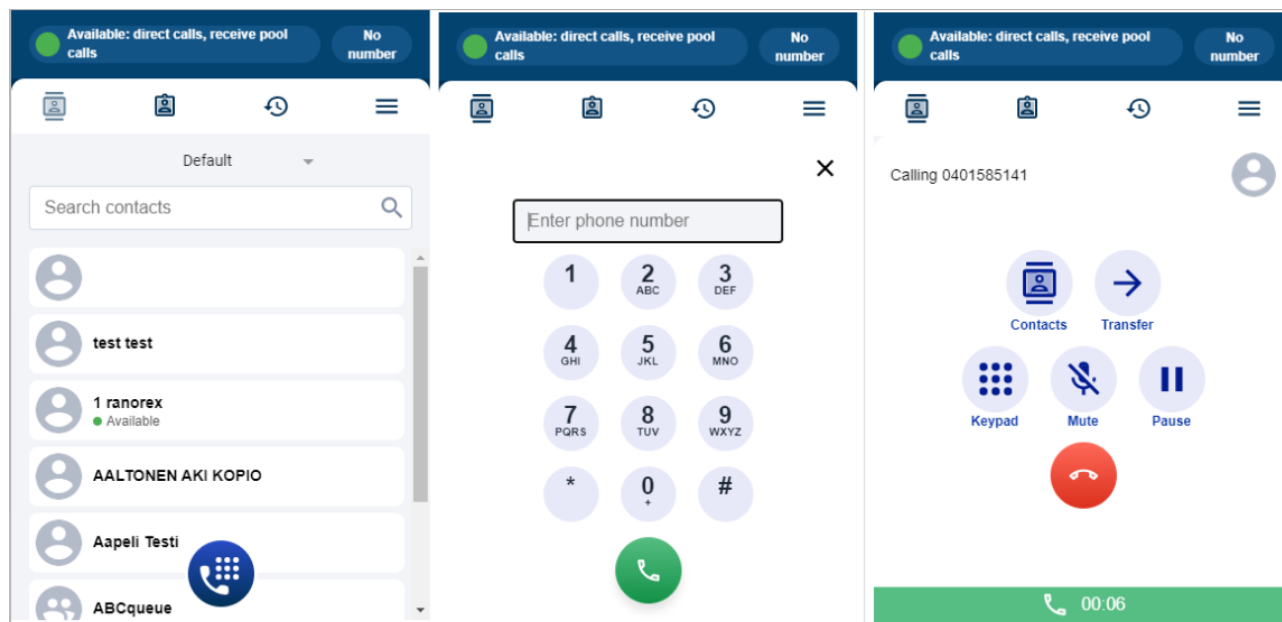 Available: direct calls, receive pool
calls
No
number
Default
Search contacts
test test
1 ranorex
Available
AALTONEN AKI KOPIO
Aapeli Testi
ABCqueue
Available: direct calls, receive pool
calls
No
number
Enter phone number
1
2
ABC
3
DEF
4
GHI
5
JKL
6
MNO
7
PQRS
8
TUV
9
WXYZ
*
0
+
#
Available: direct calls, receive pool
calls
No
number
Calling 0401585141
Contacts
Transfer
Keypad
Mute
Pause
00:06